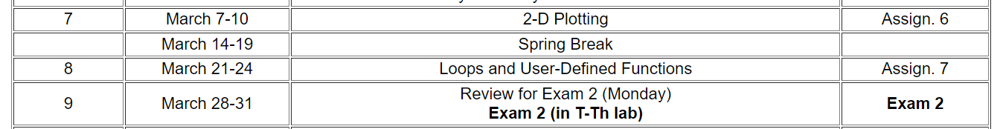 7 March 7-10 2-D Plotting Assign. 6
March 14-19 Spring Break
8 March 21-24 Loops and User-Defined Functions Assign. 7
9 March 28-31 Review for Exam 2 (Monday)
Exam 2 (in T-Th lab) Exam 2